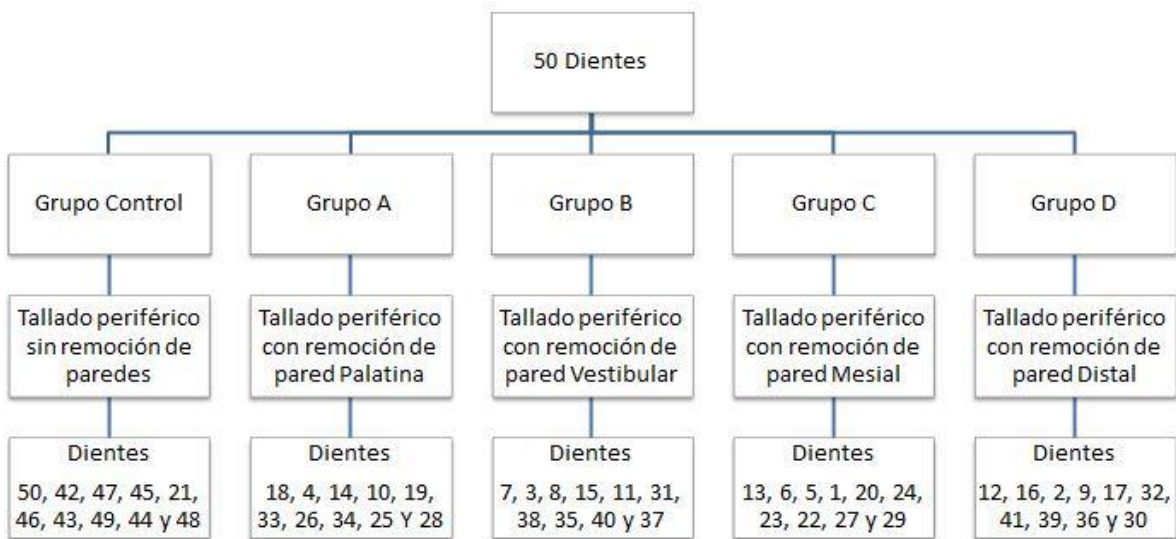 50 Dientes
Grupo Control
Grupo A
Grupo B
Grupo C
Grupo D
Tallado periférico
sin remoción de
paredes
Tallado periférico
con remoción de
pared Palatina
Tallado periférico
con remoción de
pared Vestibular
Tallado periférico
con remoción de
pared Mesial
Tallado periférico
con remoción de
pared Distal
Dientes
50, 42, 47, 45, 21,
46, 43, 49, 44 y 48
Dientes
18, 4, 14, 10, 19,
33, 26, 34, 25 Y 28
Dientes
7, 3, 8, 15, 11, 31,
38, 35, 40 y 37
Dientes
13, 6, 5, 1, 20, 24,
23, 22, 27 y 29
Dientes
12, 16, 2, 9, 17, 32,
41, 39, 36 y 30